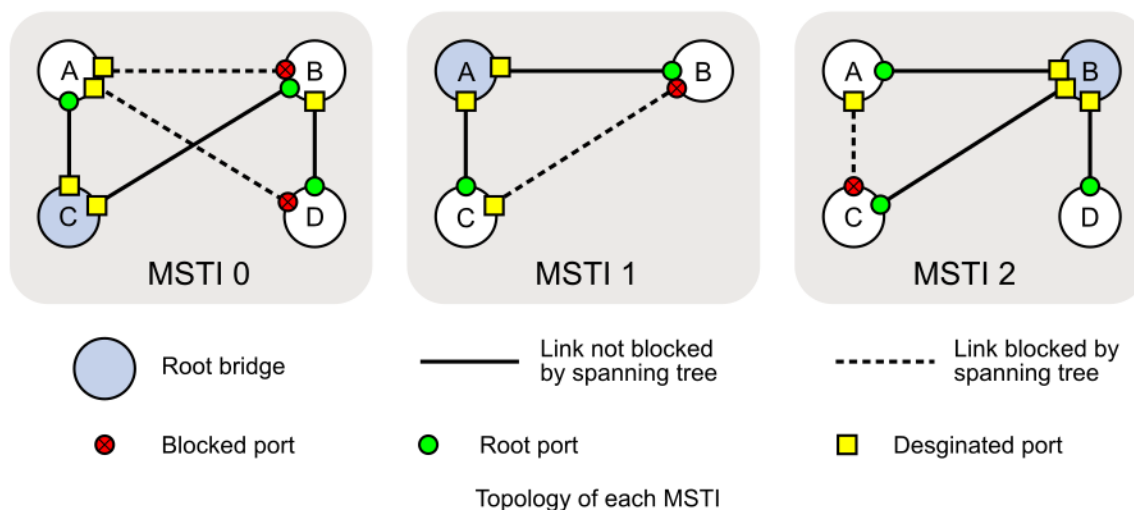 A B
C D
MSTI 0
A B
C
MSTI 1
A B
C D
MSTI 2
Root bridge
Link not blocked
by spanning tree
Link blocked by
spanning tree
Blocked port
Root port
Desginated port
Topology of each MSTI